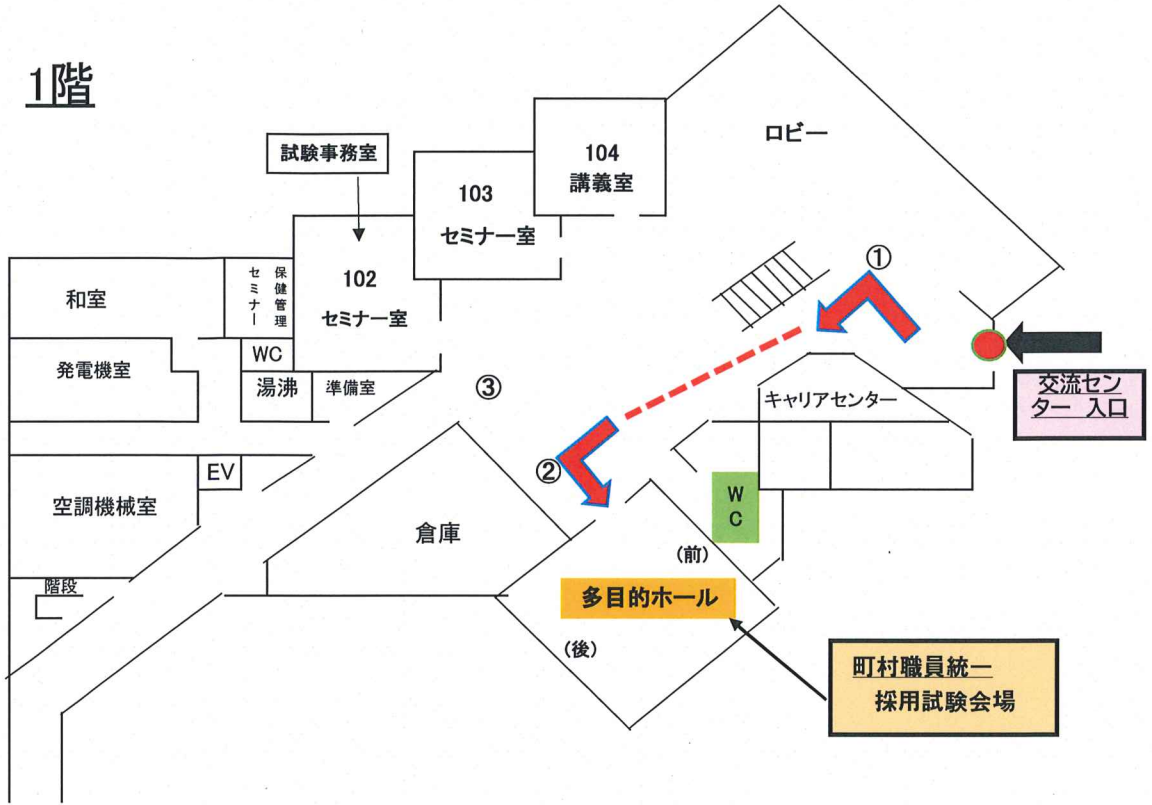 1階
ロビー
試験事務室
104
講義室
103
セミナー室
①
102
セミナー室
保健管理
セミナー
和室
WC
発電機室
湯沸
準備室
③
キャリアセンター
交流セン
ター 入口
②
EV
空調機械室
W
C
倉庫
(前)
階段
多目的ホール
(後)
町村職員統一
採用試験会場